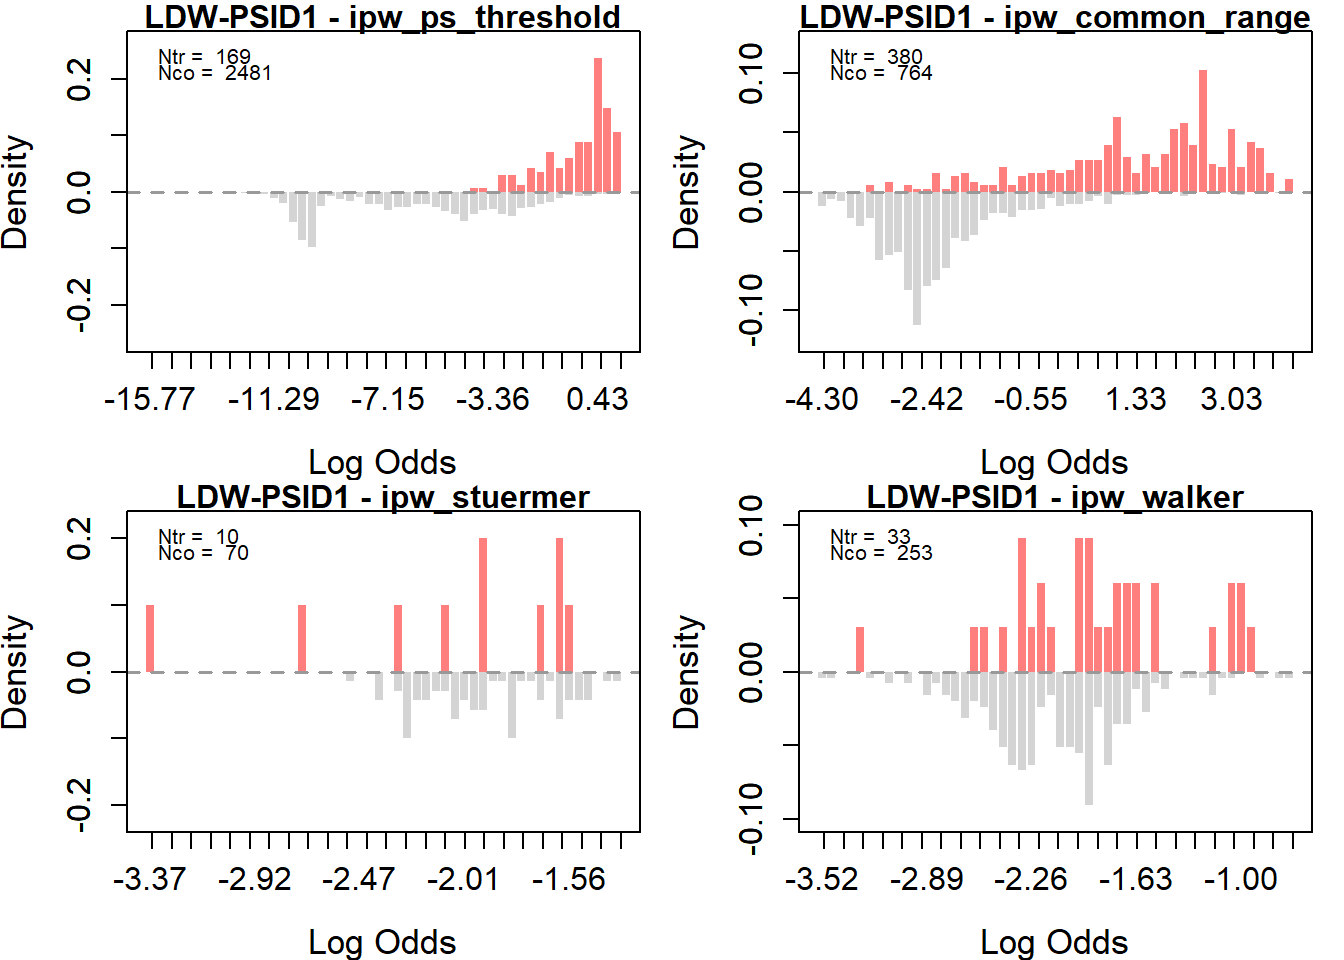 LDW-PSID1 - ipw_ps_threshold
Ntr = 169
Nco = 2481
Density
0.2
0.0
-0.2
-15.77 -11.29 -7.15 -3.36 0.43
Log Odds
LDW-PSID1 - ipw_common_range
Ntr = 380
Nco = 764
Density
0.10
0.00
-0.10
-4.30 -2.42 -0.55 1.33 3.03
Log Odds
LDW-PSID1 - ipw_stuermer
Ntr = 10
Nco = 70
Density
0.2
0.0
-0.2
-3.37 -2.92 -2.47 -2.01 -1.56
Log Odds
LDW-PSID1 - ipw_walker
Ntr = 33
Nco = 253
Density
0.10
0.00
-0.10
-3.52 -2.89 -2.26 -1.63 -1.00
Log Odds